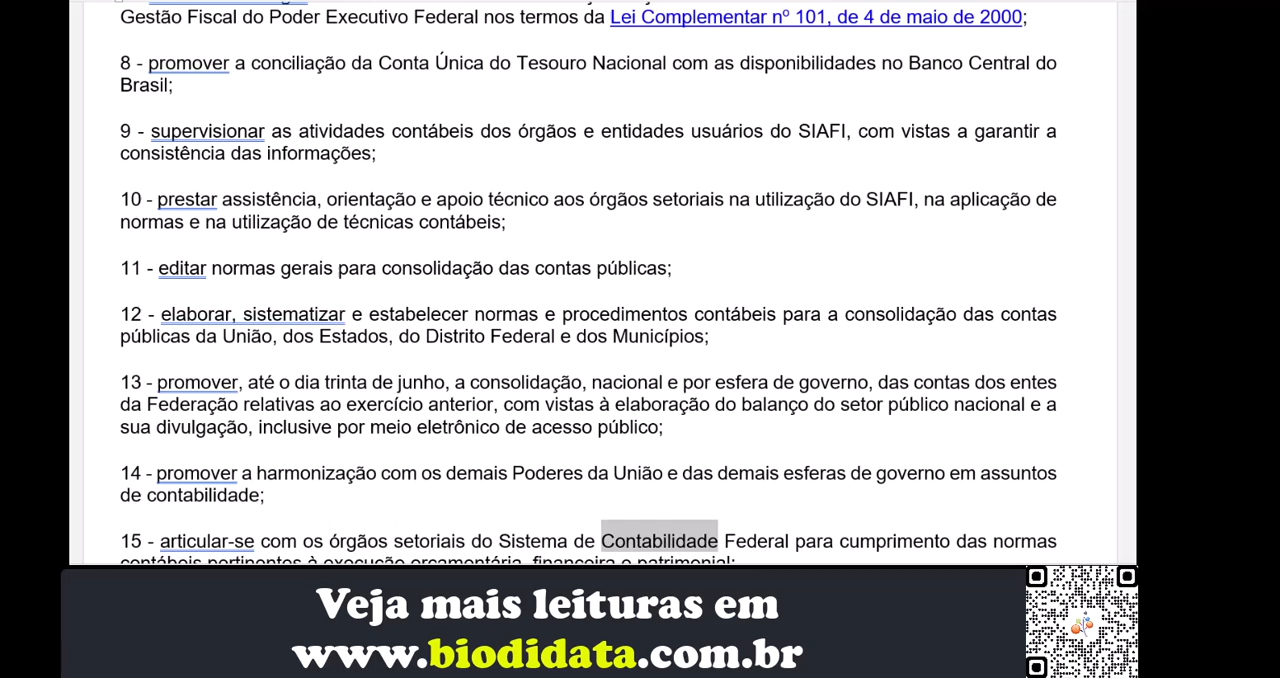 Gestão Fiscal do Poder Executivo Federal nos termos da Lei Complementar nº 101, de 4 de maio de 2000;
8 - promover a conciliação da Conta Única do Tesouro Nacional com as disponibilidades no Banco Central do
Brasil;
9 - supervisionar as atividades contábeis dos órgãos e entidades usuários do SIAFI, com vistas a garantir a
consistência das informações;
10 - prestar assistência, orientação e apoio técnico aos órgãos setoriais na utilização do SIAFI, na aplicação de
normas e na utilização de técnicas contábeis;
11 - editar normas gerais para consolidação das contas públicas;
12 - elaborar, sistematizar e estabelecer normas e procedimentos contábeis para a consolidação das contas
públicas da União, dos Estados, do Distrito Federal e dos Municípios;
13 - promover, até o dia trinta de junho, a consolidação, nacional e por esfera de governo, das contas dos entes
da Federação relativas ao exercício anterior, com vistas à elaboração do balanço do setor público nacional e a
sua divulgação, inclusive por meio eletrônico de acesso público;
14 - promover a harmonização com os demais Poderes da União e das demais esferas de governo em assuntos
de contabilidade;
15 - articular-se com os órgãos setoriais do Sistema de Contabilidade Federal para cumprimento das normas
contábeis pertinentes à execução orçamentária, financeira e patrimonial;
Veja mais leituras em
www.biodidata.com.br